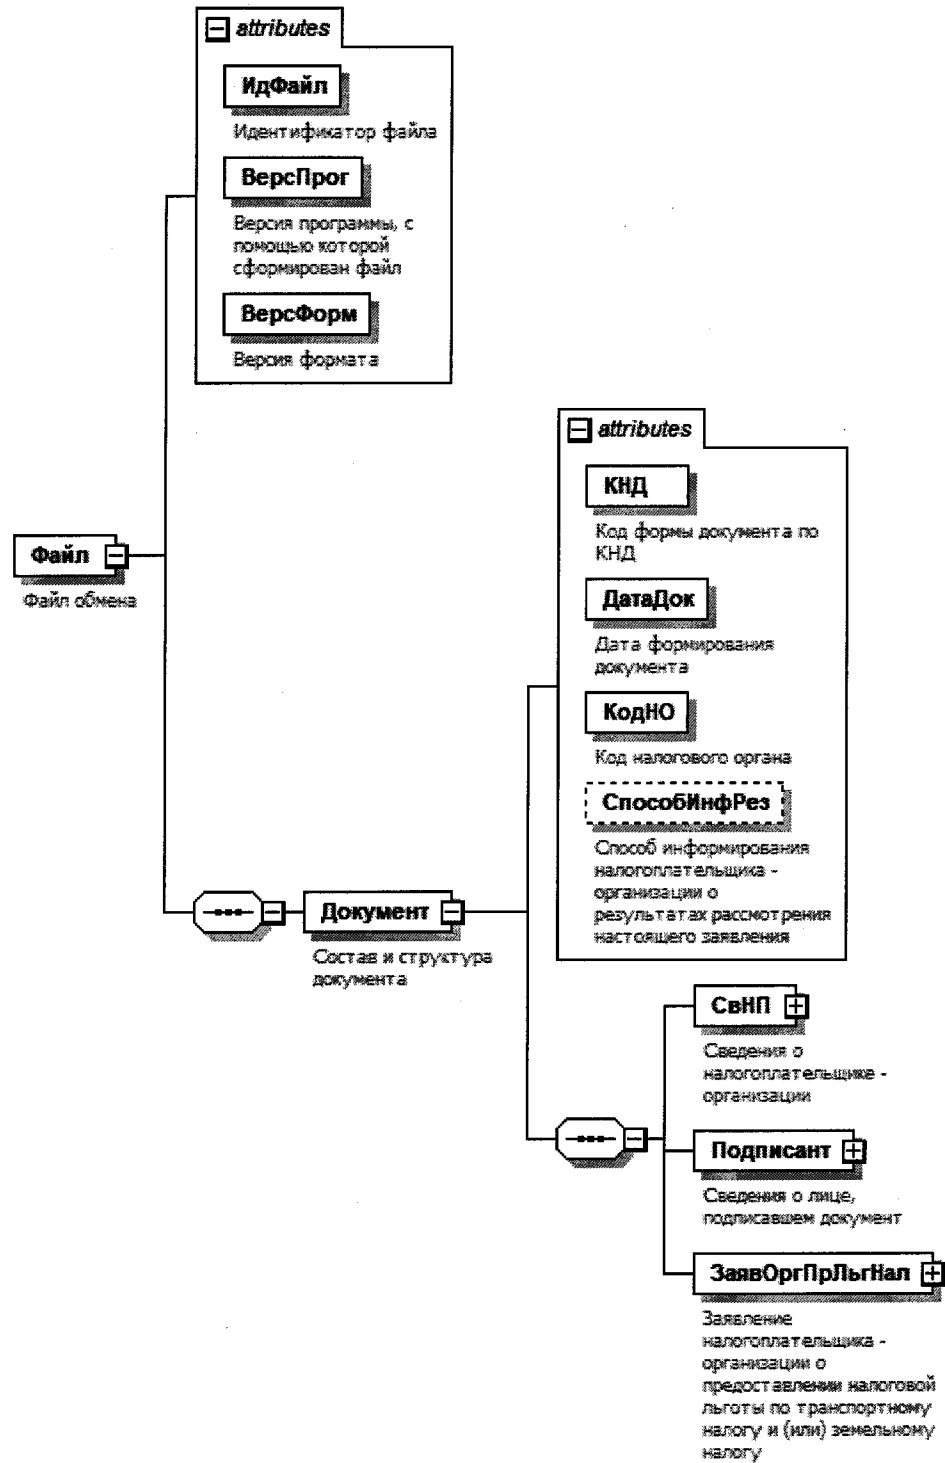 attributes
ИдФайл
Идентификатор файла
ВерсПрог
Версия программы, с
помощью которой
сформирован файл
ВерсФорм
Версия формата
Файл
Файл обмена
Документ
Состав и структура
документа
attributes
КНД
Код формы документа по
КНД
ДатаДок
Дата формирования
документа
КодНО
Код налогового органа
СпособИнфРез
Способ информирования
налогоплательщика -
организации о
результатах рассмотрения
настоящего заявления
СвНП
Сведения о
налогоплательщике -
организации
Подписант
Сведения о лице,
подписавшем документ
ЗаявОргПрЛьгНал
Заявление
налогоплательщика -
организации о
предоставлении налоговой
льготы по транспортному
налогу и (или) земельному
налогу